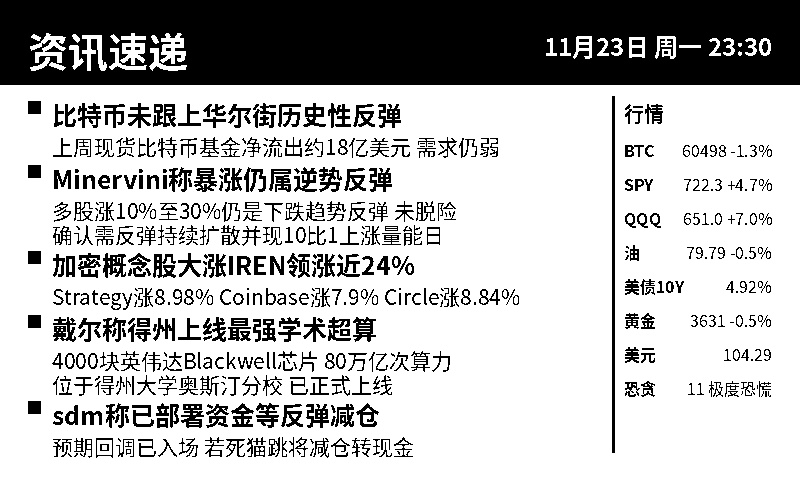 资讯速递
11月23日 周一 23:30
比特币未跟上华尔街历史性反弹
上周现货比特币基金净流出约18亿美元 需求仍弱
Minervini称暴涨仍属逆势反弹
多股涨10%至30%仍是下跌趋势反弹 未脱险
确认需反弹持续扩散并现10比1上涨量能日
加密概念股大涨IREN领涨近24%
Strategy涨8.98% Coinbase涨7.9% Circle涨8.84%
戴尔称得州上线最强学术超算
4000块英伟达Blackwell芯片 80万亿次算力
位于得州大学奥斯汀分校 已正式上线
sdm称已部署资金等反弹减仓
预期回调已入场 若死猫跳将减仓转现金
行情
BTC 60498 -1.3%
SPY 722.3 +4.7%
QQQ 651.0 +7.0%
油 79.79 -0.5%
美债10Y 4.92%
黄金 3631 -0.5%
美元 104.29
恐贪 11 极度恐慌